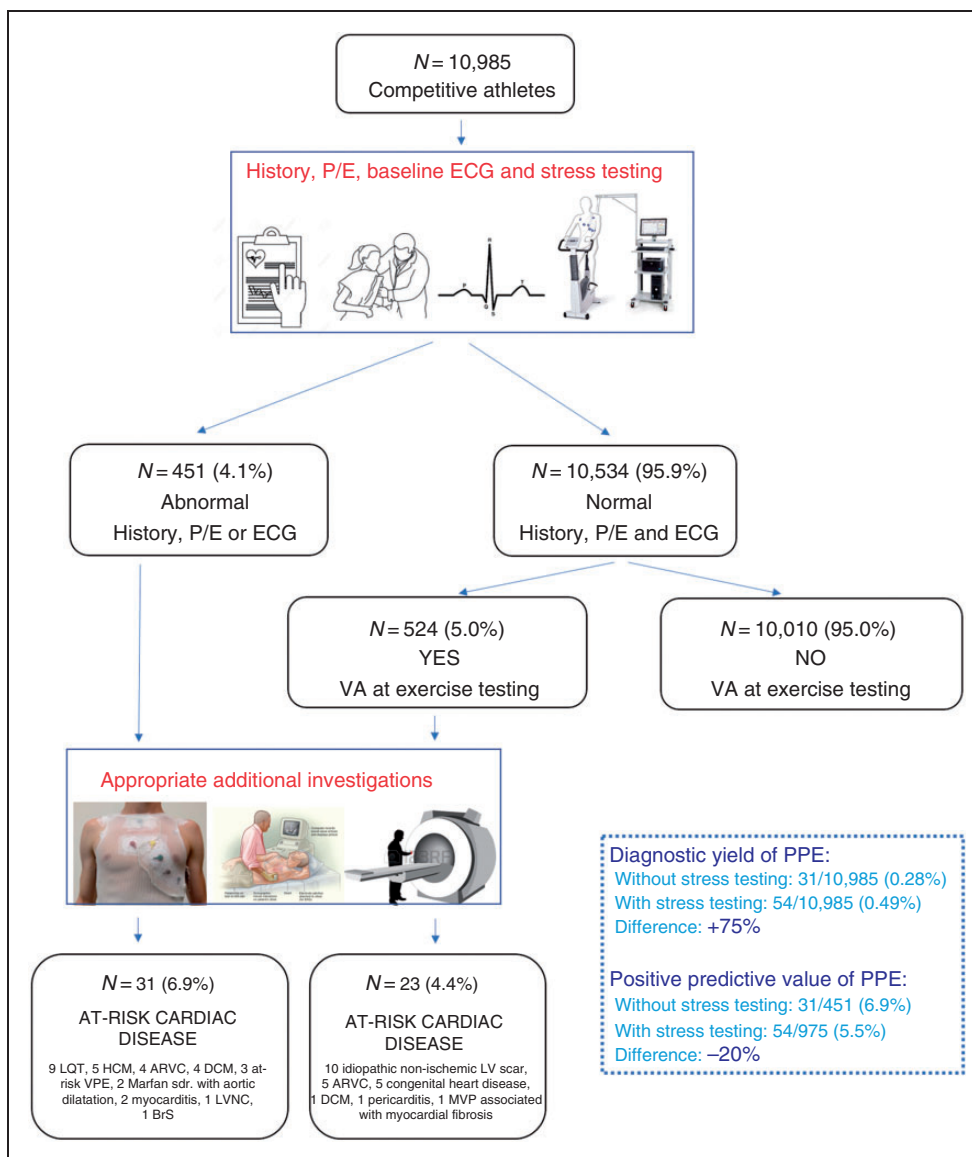 N = 10,985
Competitive athletes
History, P/E, baseline ECG and stress testing
P
R
Q
S
T
N = 451 (4.1%)
Abnormal
History, P/E or ECG
N = 10,534 (95.9%)
Normal
History, P/E and ECG
N = 524 (5.0%)
YES
VA at exercise testing
N = 10,010 (95.0%)
NO
VA at exercise testing
Appropriate additional investigations
N = 31 (6.9%)
AT-RISK CARDIAC
DISEASE
9 LQT, 5 HCM, 4 ARVC, 4 DCM, 3 at-
risk VPE, 2 Marfan sdr. with aortic
dilatation, 2 myocarditis, 1 LVNC,
1 BrS
N = 23 (4.4%)
AT-RISK CARDIAC
DISEASE
10 idiopathic non-ischemic LV scar,
5 ARVC, 5 congenital heart disease,
1 DCM, 1 pericarditis, 1 MVP associated
with myocardial fibrosis
Diagnostic yield of PPE:
Without stress testing: 31/10,985 (0.28%)
With stress testing: 54/10,985 (0.49%)
Difference: +75%
Positive predictive value of PPE:
Without stress testing: 31/451 (6.9%)
With stress testing: 54/975 (5.5%)
Difference: –20%